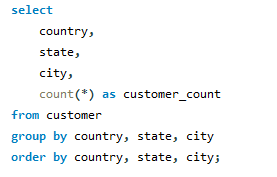 select
country,
state,
city,
count(*) as customer_count
from customer
group by country, state, city
order by country, state, city;